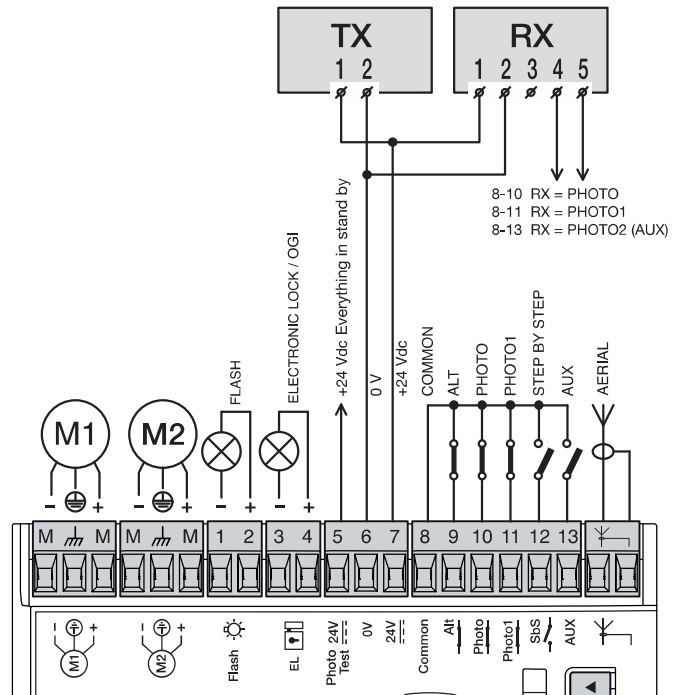 TX
1 2
RX
1 2 3 4 5
8-10 RX = PHOTO
8-11 RX = PHOTO1
8-13 RX = PHOTO2 (AUX)
FLASH
ELECTRONIC LOCK / OGI
+24 Vdc Everything in stand by
0 V
+24 Vdc
COMMON
ALT
PHOTO
PHOTO1
STEP BY STEP
AUX
AERIAL
M1
M2
- +
- +
- +
- +
M M M M 1 2 3 4 5 6 7 8 9 10 11 12 13
- +
M1
- +
M2
Flash
EL
Photo 24V
Test
0V
24V
Common
Alt
Photo
Photo1
SbS
AUX